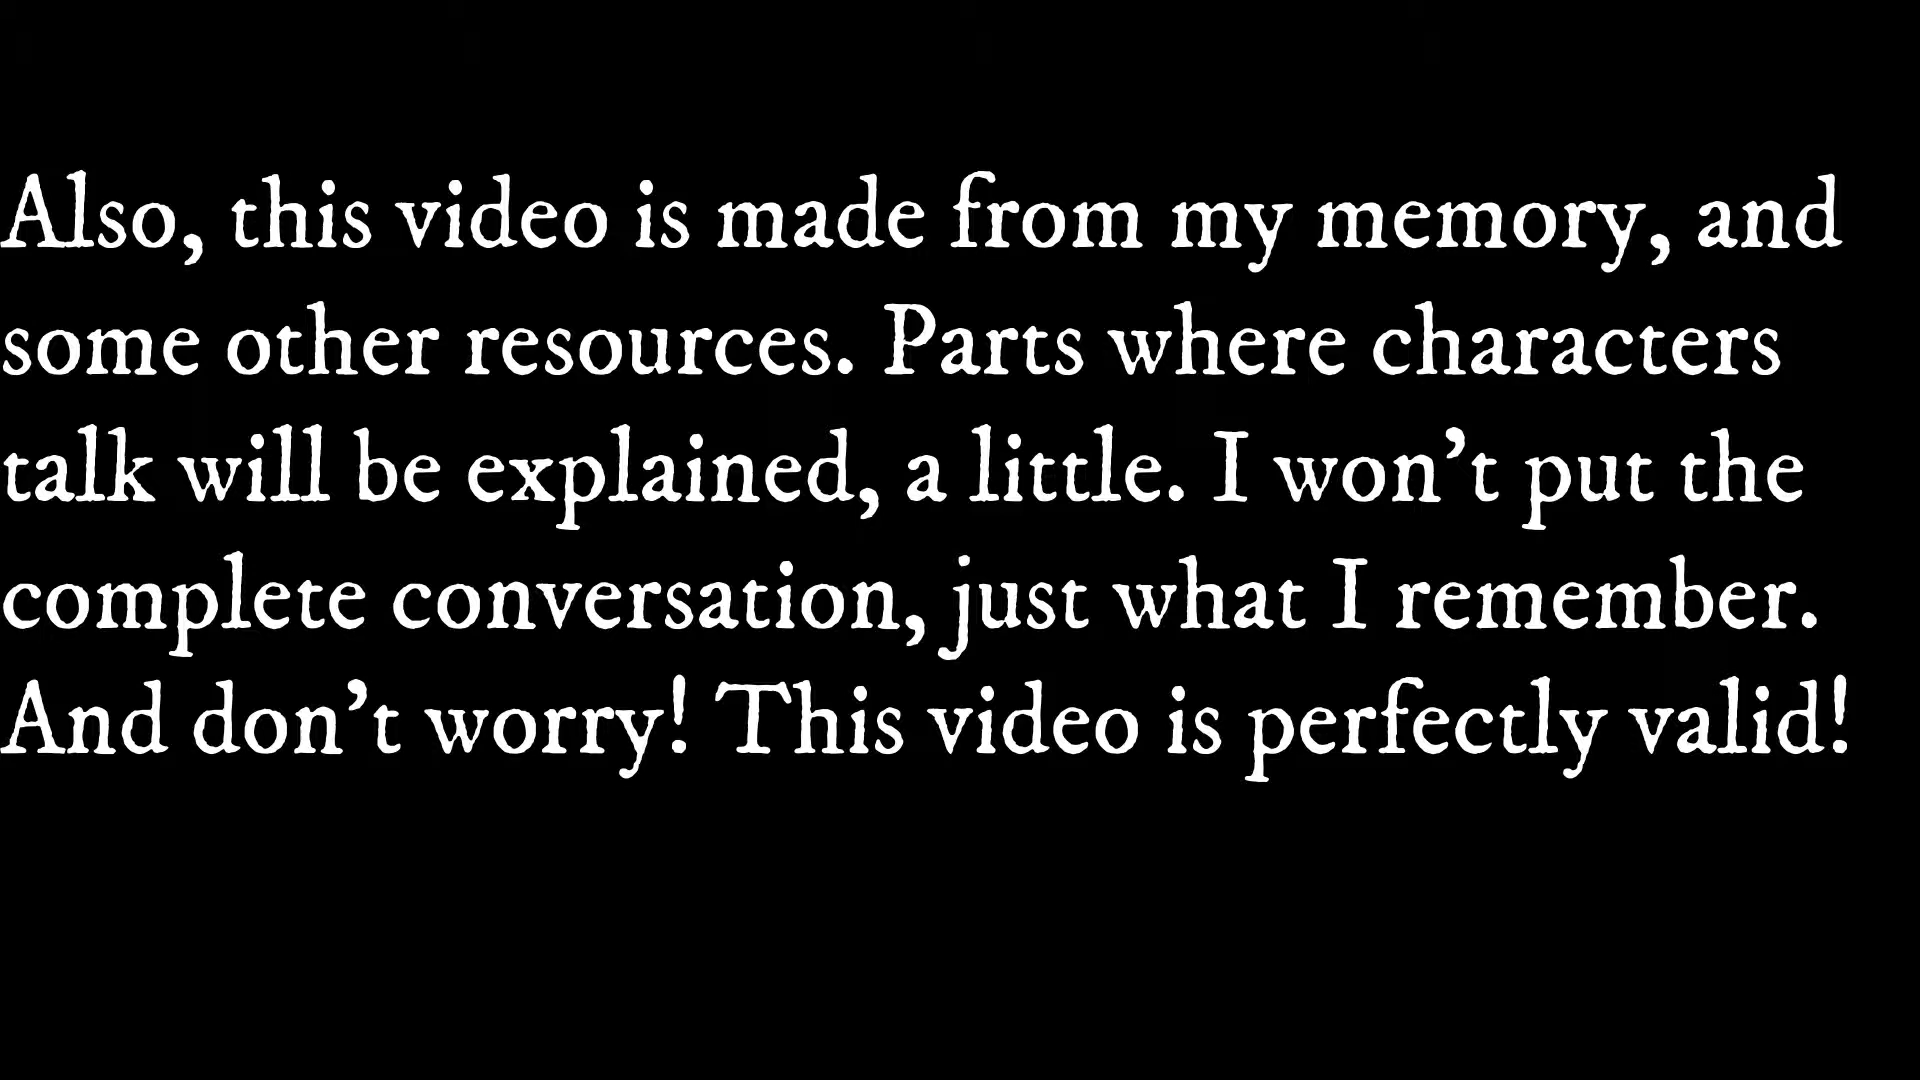 Also, this video is made from my memory, and
some other resources. Parts where characters
talk will be explained, a little. I won’t put the
complete conversation, just what I remember.
And don’t worry! This video is perfectly valid!